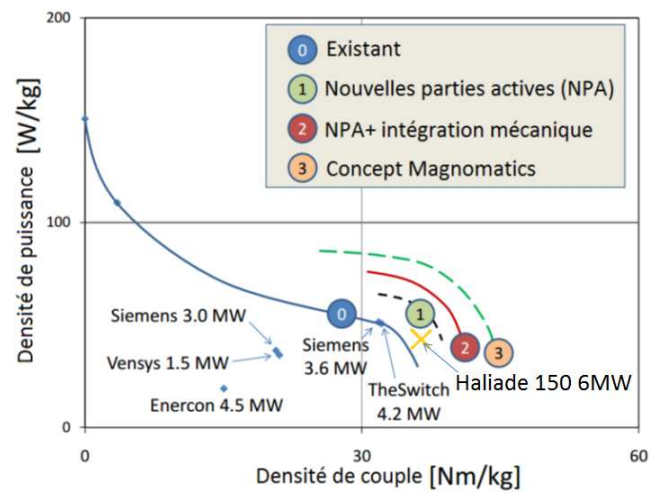 200
Densité de puissance [W/kg]
0 Existant
1 Nouvelles parties actives (NPA)
2 NPA+ intégration mécanique
3 Concept Magnomatics
100
0
1
2
3
Siemens 3.0 MW
Vensys 1.5 MW
Enercon 4.5 MW
Siemens
3.6 MW
TheSwitch
4.2 MW
Haliade 150 6MW
0
0
30
60
Densité de couple [Nm/kg]